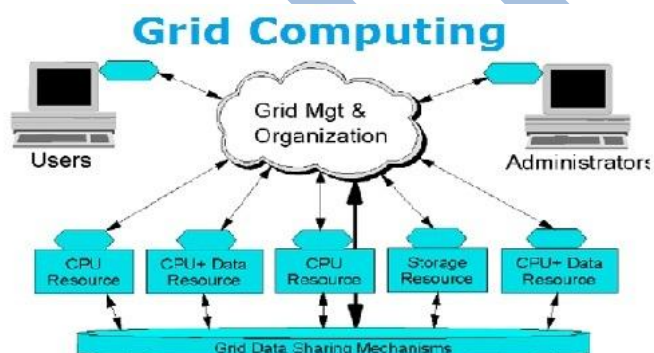 Grid Computing
Grid Mgt &
Organization
Users
Administrators
CPU
Resource
CPU+ Data
Resource
CPU
Resource
Storage
Resource
CPU+ Data
Resource
Grid Data Sharing Mechanisms